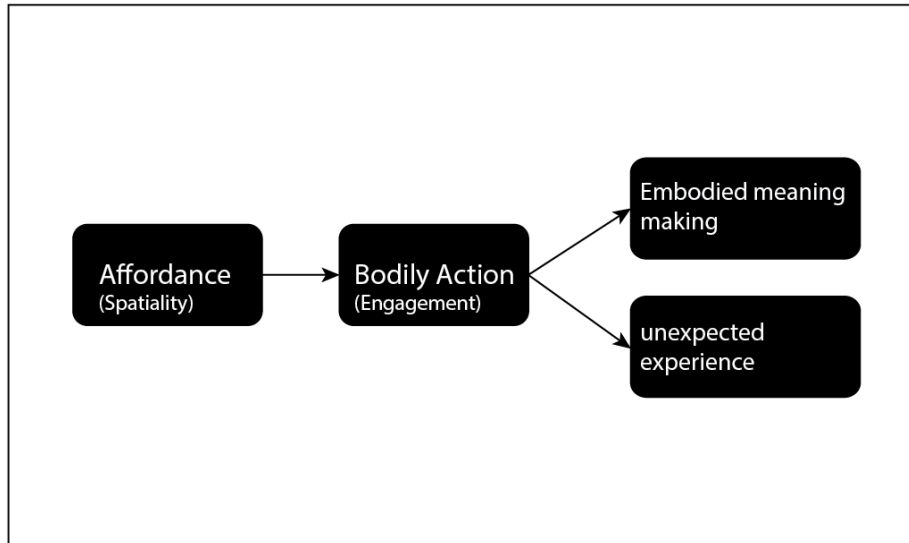 Affordance
(Spatiality)
Bodily Action
(Engagement)
Embodied meaning
making
unexpected
experience